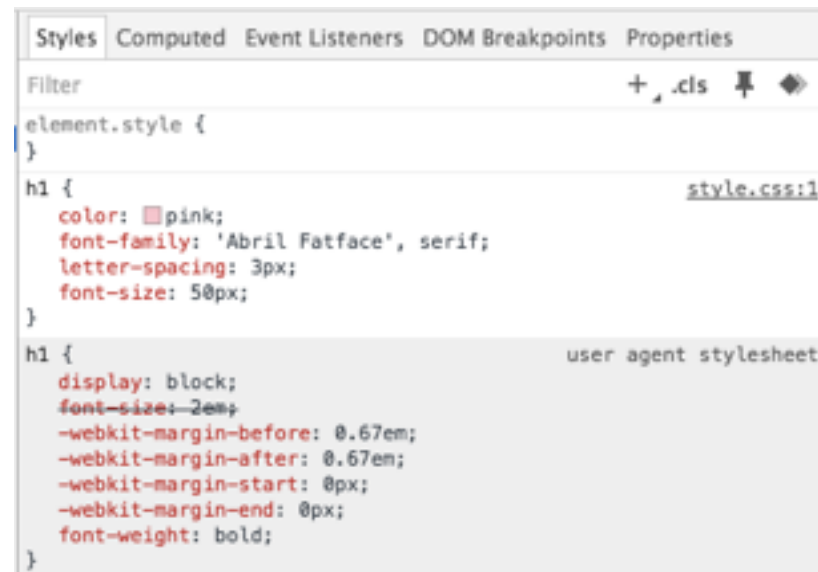 Styles Computed Event Listeners DOM Breakpoints Properties
Filter + .cls
element.style {
}
h1 { style.css:1
color: pink;
font-family: 'Abril Fatface', serif;
letter-spacing: 3px;
font-size: 50px;
}
h1 { user agent stylesheet
display: block;
font-size: 2em;
-webkit-margin-before: 0.67em;
-webkit-margin-after: 0.67em;
-webkit-margin-start: 0px;
-webkit-margin-end: 0px;
font-weight: bold;
}